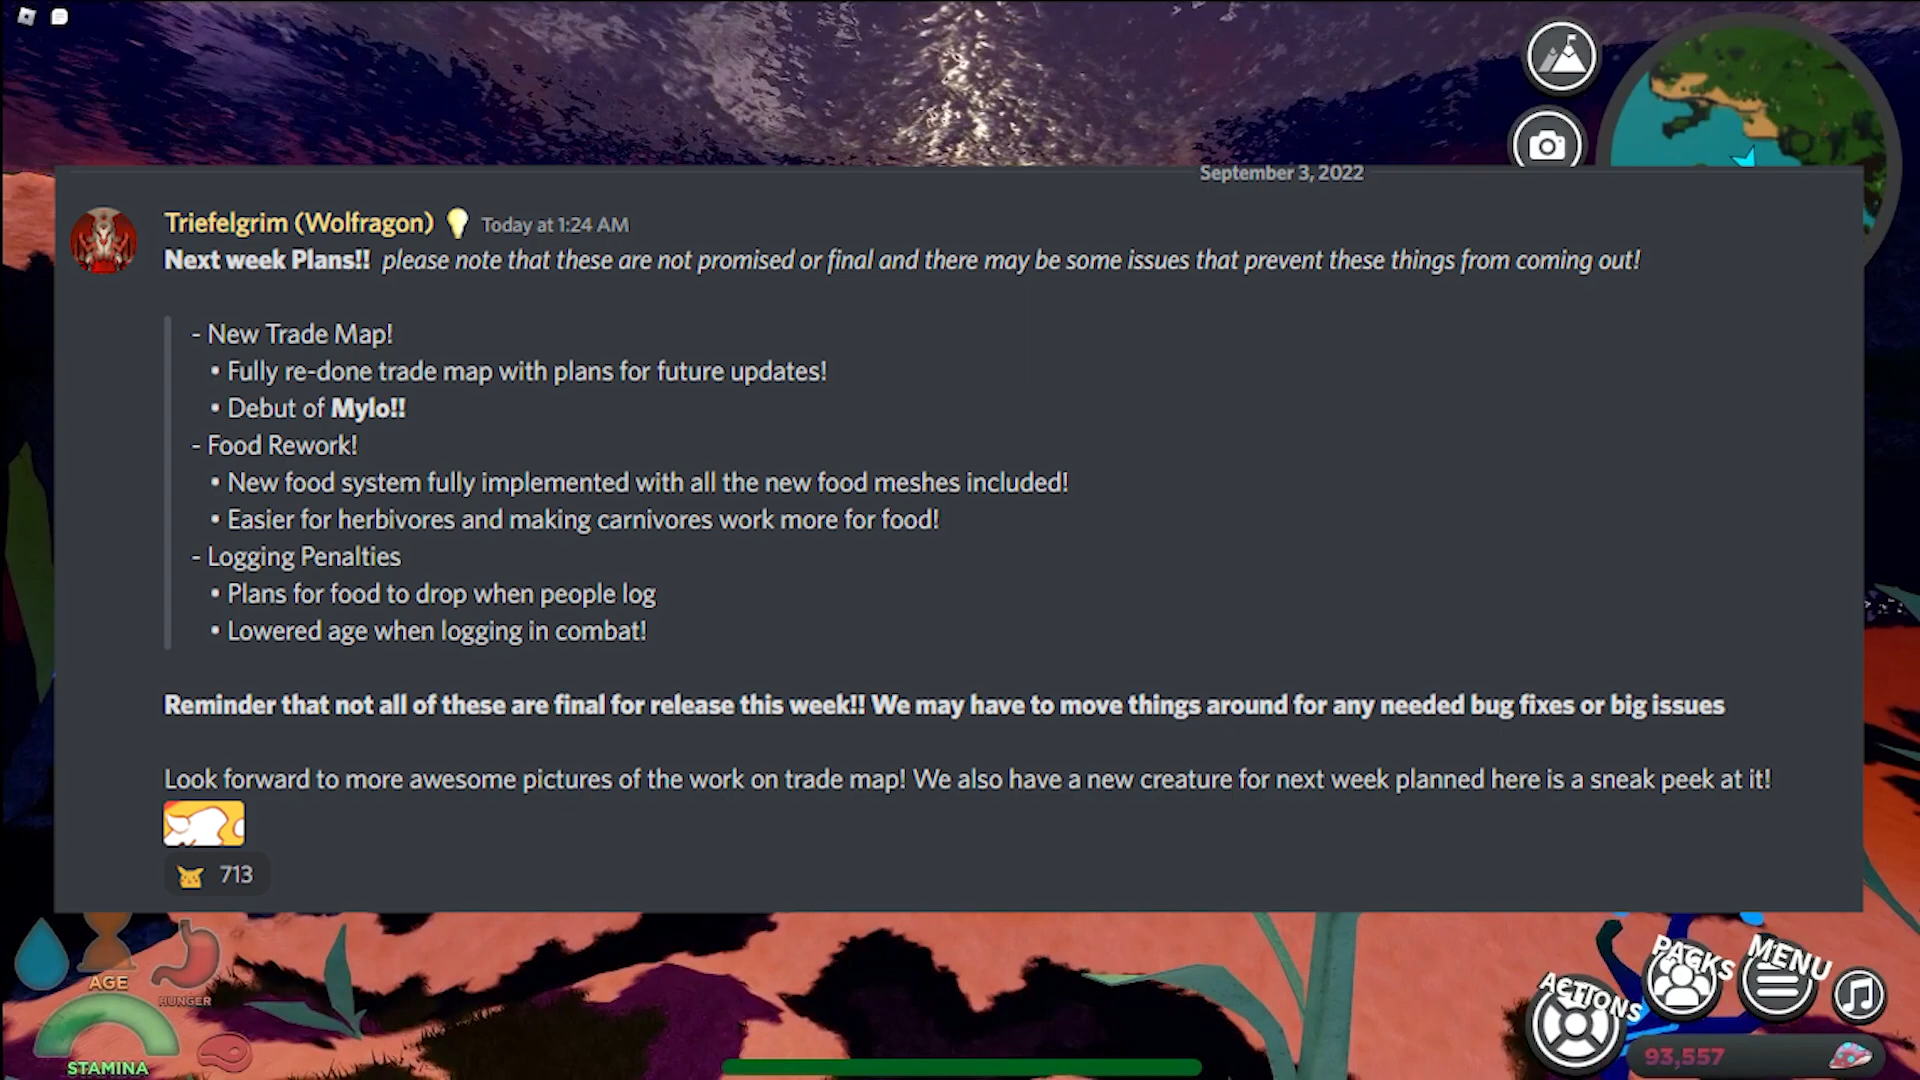 September 3, 2022
Triefelgrim (Wolfragon) Today at 1:24 AM
Next week Plans!! please note that these are not promised or final and there may be some issues that prevent these things from coming out!
- New Trade Map!
• Fully re-done trade map with plans for future updates!
• Debut of Mylo!!
- Food Rework!
• New food system fully implemented with all the new food meshes included!
• Easier for herbivores and making carnivores work more for food!
- Logging Penalties
• Plans for food to drop when people log
• Lowered age when logging in combat!
Reminder that not all of these are final for release this week!! We may have to move things around for any needed bug fixes or big issues
Look forward to more awesome pictures of the work on trade map! We also have a new creature for next week planned here is a sneak peek at it!
713
AGE
HUNGER
STAMINA
ACTIONS
PACKS
MENU
93,557